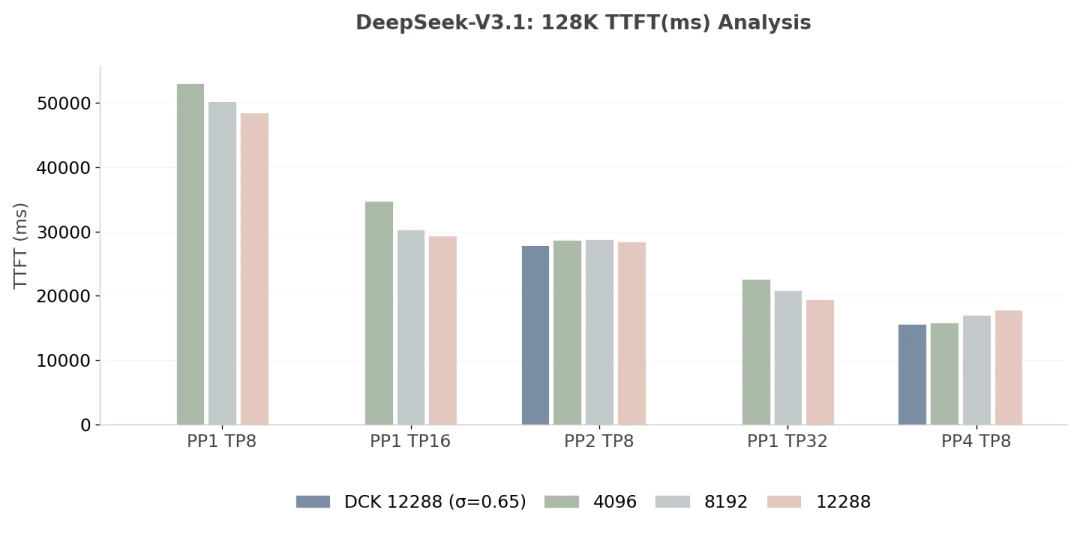 DeepSeek-V3.1: 128K TTFT(ms) Analysis
TTFT (ms)
50000
40000
30000
20000
10000
0
PP1 TP8 PP1 TP16 PP2 TP8 PP1 TP32 PP4 TP8
DCK 12288 (σ=0.65) 4096 8192 12288